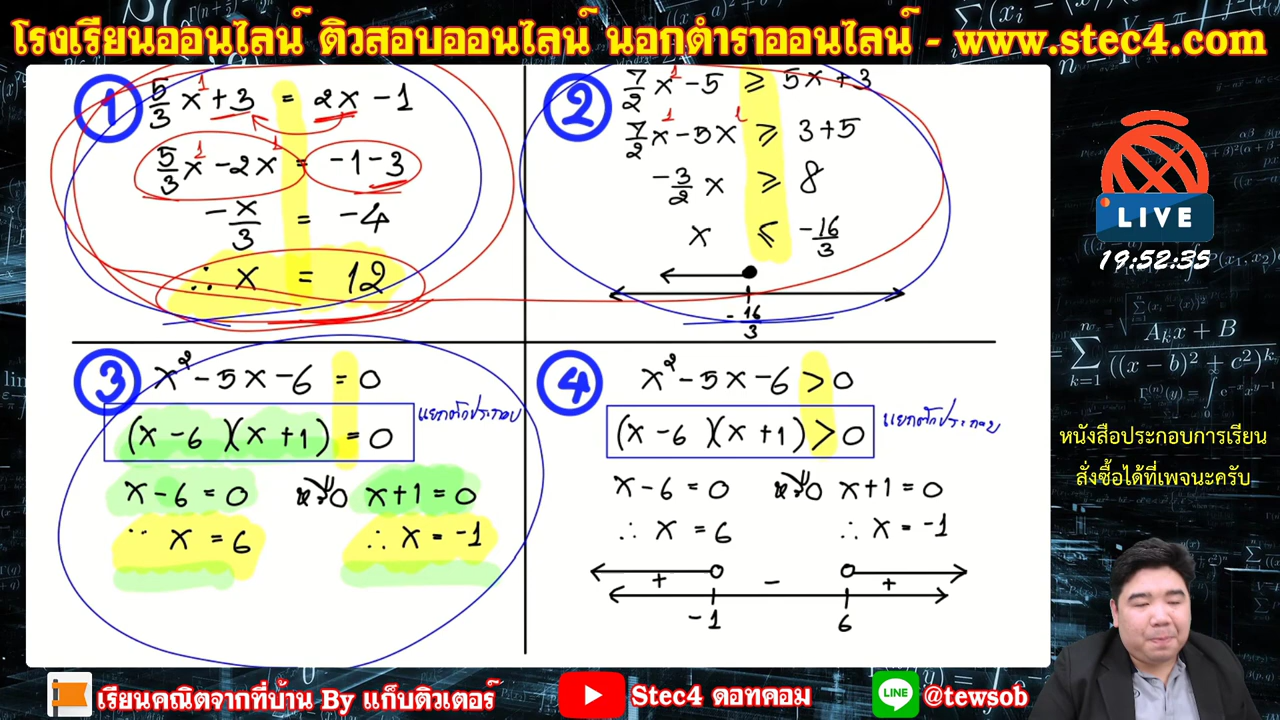 โรงเรียนออนไลน์ ติวสอบออนไลน์ นอกตำราออนไลน์ - www.stec4.com
1
5/3 x¹ + 3 = 2x - 1
5/3 x¹ - 2x¹ = -1 - 3
-x/3 = -4
∴ x = 12
2
7/2 x¹ - 5 ≥ 5x + 3
7/2 x¹ - 5x¹ ≥ 3 + 5
-3/2 x ≥ 8
x ≤ -16/3
-16/3
3
x² - 5x - 6 = 0
(x - 6)(x + 1) = 0 แยกตัวประกอบ
x - 6 = 0 หรือ x + 1 = 0
∵ x = 6 ∴ x = -1
4
x² - 5x - 6 > 0
(x - 6)(x + 1) > 0 แยกตัวประกอบ
x - 6 = 0 หรือ x + 1 = 0
∴ x = 6 ∴ x = -1
+ - +
-1 6
LIVE
19:52:35
หนังสือประกอบการเรียน
สั่งซื้อได้ที่เพจนะครับ
เรียนคณิตจากที่บ้าน By แก็บติวเตอร์
Stec4 ดอทคอม
LINE
@tewsob